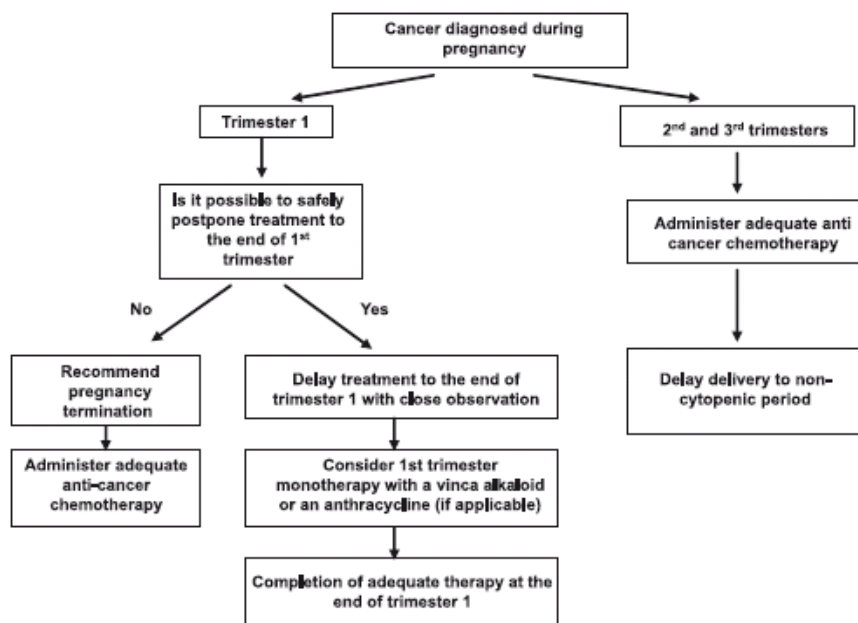 Cancer diagnosed during
pregnancy
Trimester 1
2nd and 3rd trimesters
Is it possible to safely
postpone treatment to
the end of 1st
trimester
Administer adequate anti
cancer chemotherapy
No
Yes
Recommend
pregnancy
termination
Delay treatment to the end of
trimester 1 with close observation
Delay delivery to non-
cytopenic period
Administer adequate
anti-cancer
chemotherapy
Consider 1st trimester
monotherapy with a vinca alkaloid
or an anthracycline (if applicable)
Completion of adequate therapy at the
end of trimester 1